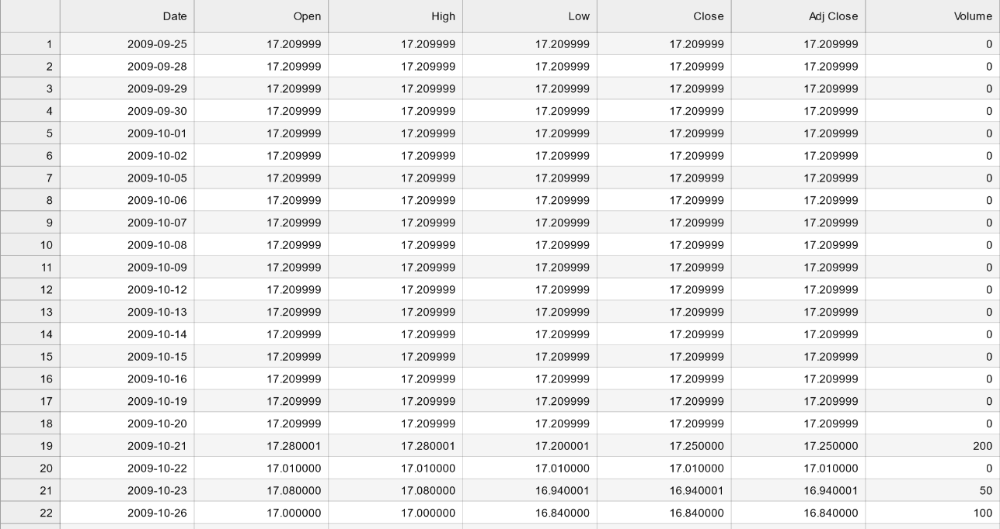 Date Open High Low Close Adj Close Volume
1 2009-09-25 17.209999 17.209999 17.209999 17.209999 17.209999 0
2 2009-09-28 17.209999 17.209999 17.209999 17.209999 17.209999 0
3 2009-09-29 17.209999 17.209999 17.209999 17.209999 17.209999 0
4 2009-09-30 17.209999 17.209999 17.209999 17.209999 17.209999 0
5 2009-10-01 17.209999 17.209999 17.209999 17.209999 17.209999 0
6 2009-10-02 17.209999 17.209999 17.209999 17.209999 17.209999 0
7 2009-10-05 17.209999 17.209999 17.209999 17.209999 17.209999 0
8 2009-10-06 17.209999 17.209999 17.209999 17.209999 17.209999 0
9 2009-10-07 17.209999 17.209999 17.209999 17.209999 17.209999 0
10 2009-10-08 17.209999 17.209999 17.209999 17.209999 17.209999 0
11 2009-10-09 17.209999 17.209999 17.209999 17.209999 17.209999 0
12 2009-10-12 17.209999 17.209999 17.209999 17.209999 17.209999 0
13 2009-10-13 17.209999 17.209999 17.209999 17.209999 17.209999 0
14 2009-10-14 17.209999 17.209999 17.209999 17.209999 17.209999 0
15 2009-10-15 17.209999 17.209999 17.209999 17.209999 17.209999 0
16 2009-10-16 17.209999 17.209999 17.209999 17.209999 17.209999 0
17 2009-10-19 17.209999 17.209999 17.209999 17.209999 17.209999 0
18 2009-10-20 17.209999 17.209999 17.209999 17.209999 17.209999 0
19 2009-10-21 17.280001 17.280001 17.200001 17.250000 17.250000 200
20 2009-10-22 17.010000 17.010000 17.010000 17.010000 17.010000 0
21 2009-10-23 17.080000 17.080000 16.940001 16.940001 16.940001 50
22 2009-10-26 17.000000 17.000000 16.840000 16.840000 16.840000 100